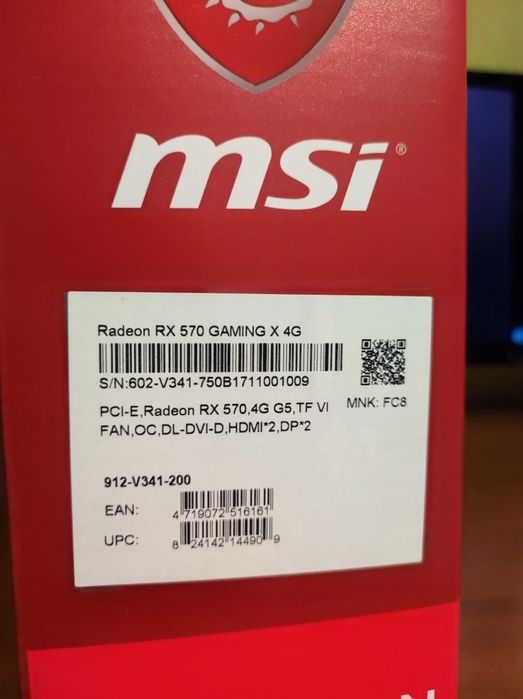 msi®
Radeon RX 570 GAMING X 4G
S/N:602-V341-750B1711001009
MNK: FC8
PCI-E,Radeon RX 570,4G G5,TF VI
FAN,OC,DL-DVI-D,HDMI*2,DP*2
912-V341-200
EAN: 4 719072 516161
UPC: 8 24142 14490 9